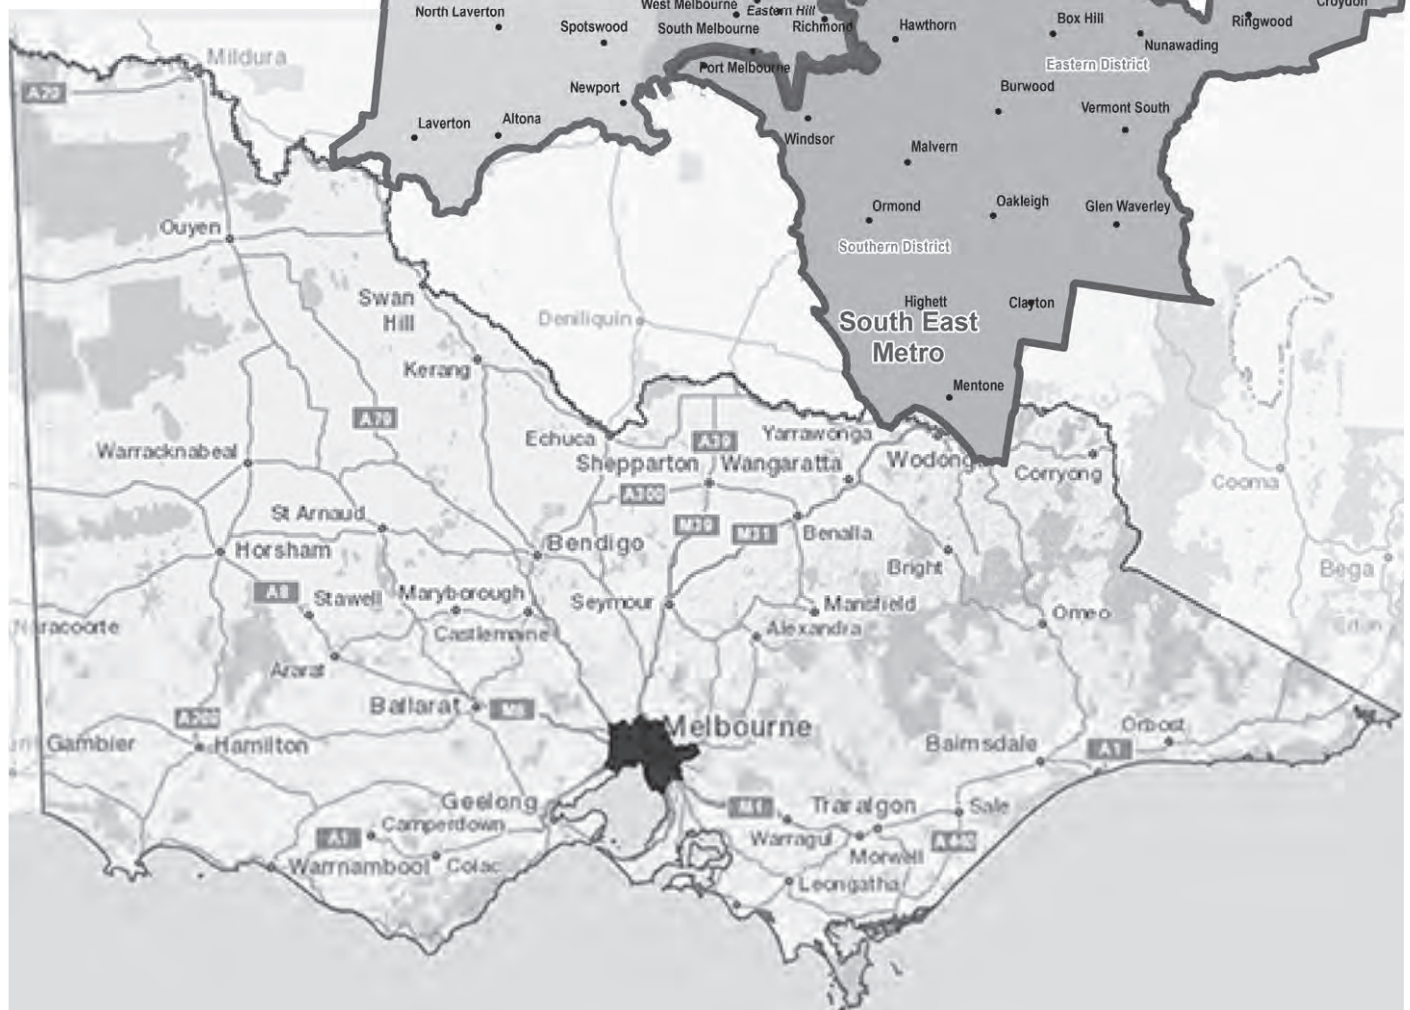 Croydon
West Melbourne
Eastern Hill
North Laverton
Box Hill
Ringwood
Spotswood
South Melbourne
Richmond
Hawthorn
Nunawading
Mildura
Port Melbourne
Eastern District
A20
Newport
Burwood
Vermont South
Laverton
Altona
Windsor
Malvern
Ormond
Oakleigh
Glen Waverley
Ouyen
Southern District
Swan
Hill
Highett
Clayton
Deniliquin
South East
Metro
Kerang
Mentone
A79
Echuca
A39
Yarrawonga
Warracknabeal
Shepparton
Wangaratta
Wodong
Corryong
A300
Cooma
St Arnaud
M39
M31
Benalla
Horsham
Bendigo
Bright
Bega
A8
Stawell
Maryborough
Seymour
Mansfield
Omeo
Naracoorte
Castlemaine
Alexandra
Eden
Ararat
Ballarat
M8
A200
Melbourne
Orbost
Gambier
Hamilton
Bairnsdale
A1
Geelong
M1
Traralgon
Sale
A1
Camperdown
Warragul
A440
Warrnambool
Colac
Morwell
Leongatha